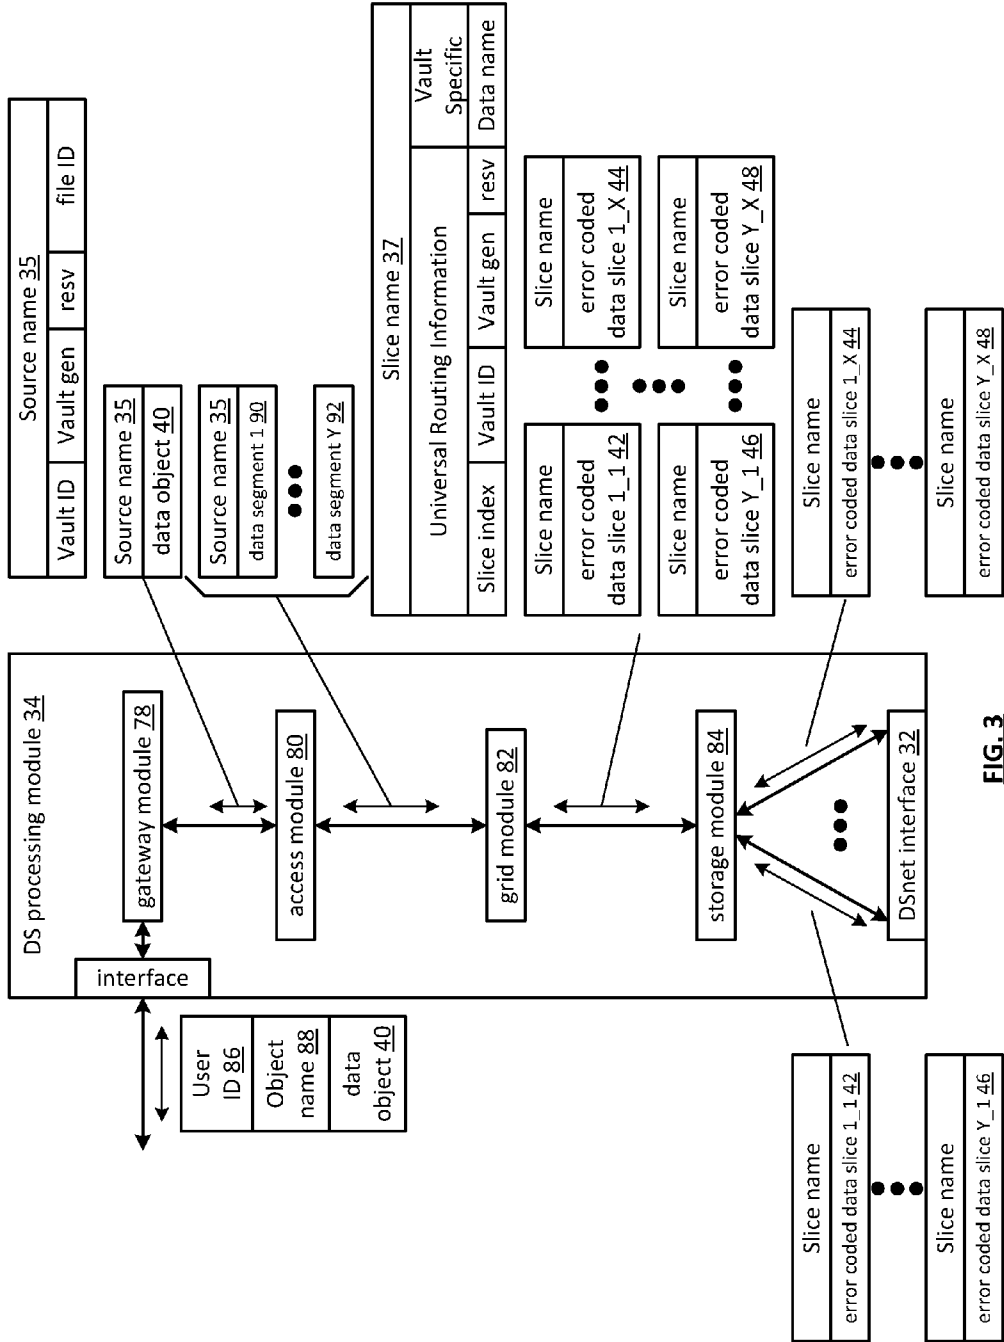 DS processing module 34
interface
gateway module 78
access module 80
grid module 82
storage module 84
DSnet interface 32
User
ID 86
Object
name 88
data
object 40
Source name 35
Vault ID
Vault gen
resv
file ID
Source name 35
data object 40
Source name 35
data segment 1 90
data segment Y 92
Slice name 37
Universal Routing Information
Vault
Specific
Slice index
Vault ID
Vault gen
resv
Data name
Slice name
error coded
data slice 1_1 42
Slice name
error coded
data slice 1_X 44
Slice name
error coded
data slice Y_1 46
Slice name
error coded
data slice Y_X 48
Slice name
error coded data slice 1_1 42
Slice name
error coded data slice Y_1 46
Slice name
error coded data slice 1_X 44
Slice name
error coded data slice Y_X 48
FIG. 3